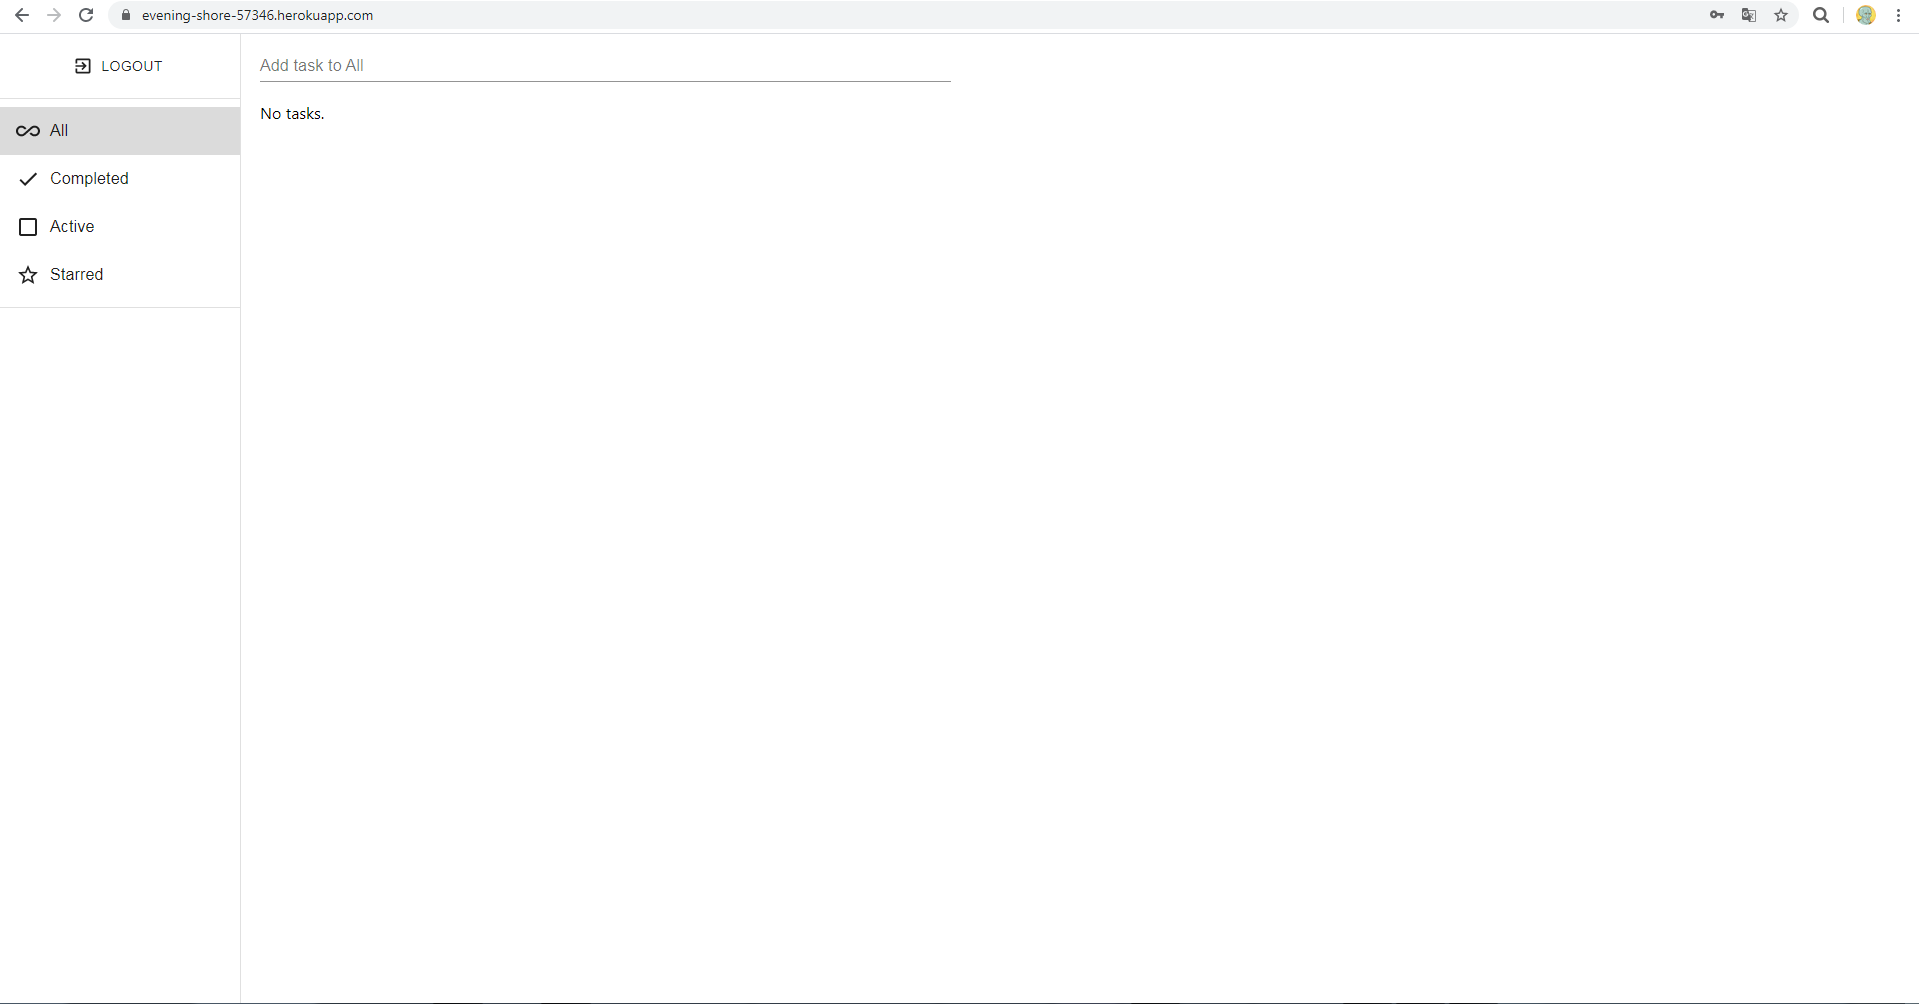 evening-shore-57346.herokuapp.com
LOGOUT
Add task to All
All
No tasks.
Completed
Active
Starred